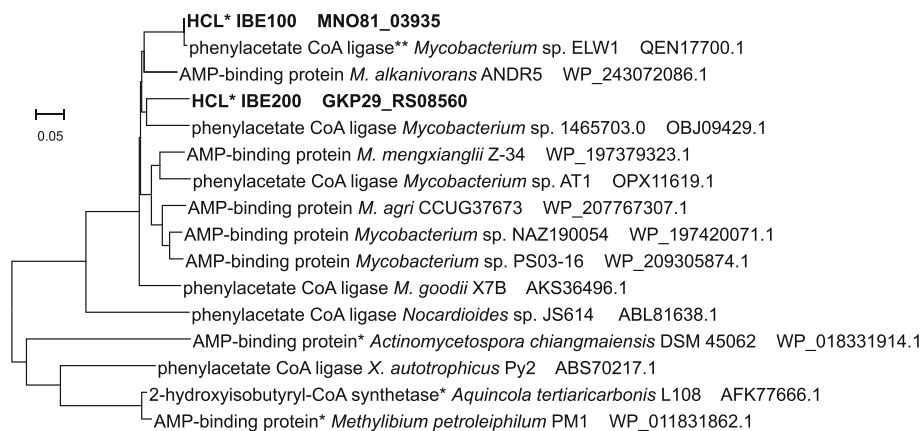 HCL* IBE100 MNO81_03935
phenylacetate CoA ligase** Mycobacterium sp. ELW1 QEN17700.1
AMP-binding protein M. alkanivorans ANDR5 WP_243072086.1
HCL* IBE200 GKP29_RS08560
0.05
phenylacetate CoA ligase Mycobacterium sp. 1465703.0 OBJ09429.1
AMP-binding protein M. mengxianglii Z-34 WP_197379323.1
phenylacetate CoA ligase Mycobacterium sp. AT1 OPX11619.1
AMP-binding protein M. agri CCUG37673 WP_207767307.1
AMP-binding protein Mycobacterium sp. NAZ190054 WP_197420071.1
AMP-binding protein Mycobacterium sp. PS03-16 WP_209305874.1
phenylacetate CoA ligase M. goodii X7B AKS36496.1
phenylacetate CoA ligase Nocardioides sp. JS614 ABL81638.1
AMP-binding protein* Actinomycetospora chiangmaiensis DSM 45062 WP_018331914.1
phenylacetate CoA ligase X. autotrophicus Py2 ABS70217.1
2-hydroxyisobutyryl-CoA synthetase* Aquincola tertiaricarbonis L108 AFK77666.1
AMP-binding protein* Methylibium petroleiphilum PM1 WP_011831862.1